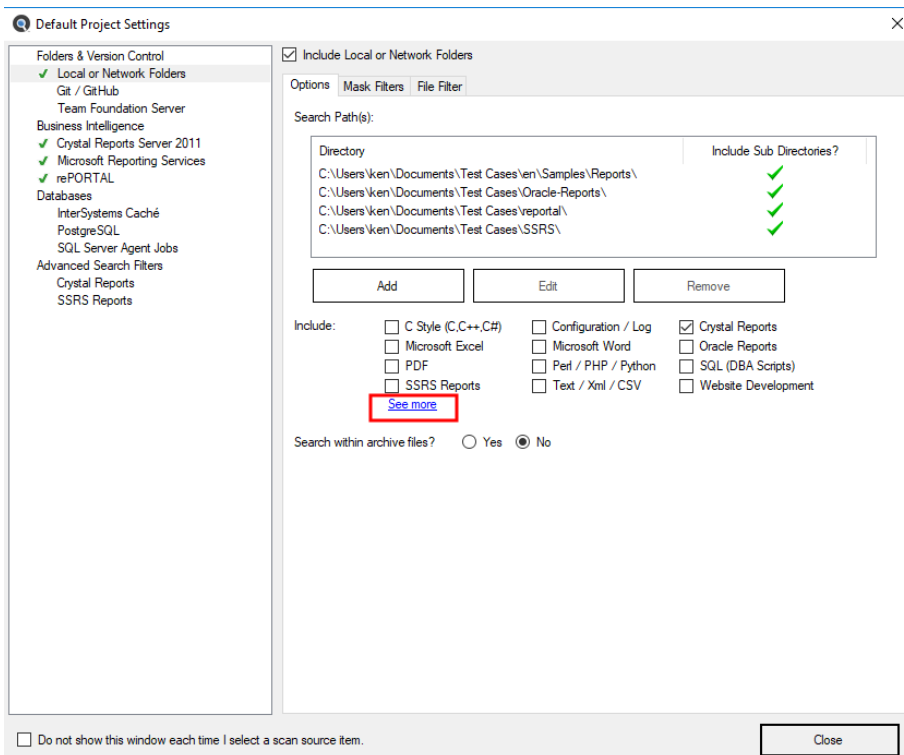 Default Project Settings
Folders & Version Control
Local or Network Folders
Git / GitHub
Team Foundation Server
Business Intelligence
Crystal Reports Server 2011
Microsoft Reporting Services
rePORTAL
Databases
InterSystems Caché
PostgreSQL
SQL Server Agent Jobs
Advanced Search Filters
Crystal Reports
SSRS Reports
Include Local or Network Folders
Options Mask Filters File Filter
Search Path(s):
Directory Include Sub Directories?
C:\Users\ken\Documents\Test Cases\en\Samples\Reports\
C:\Users\ken\Documents\Test Cases\Oracle-Reports\
C:\Users\ken\Documents\Test Cases\reportal\
C:\Users\ken\Documents\Test Cases\SSRS\
Add Edit Remove
Include: C Style (C,C++,C#) Configuration / Log Crystal Reports
Microsoft Excel Microsoft Word Oracle Reports
PDF Perl / PHP / Python SQL (DBA Scripts)
SSRS Reports Text / Xml / CSV Website Development
See more
Search within archive files? Yes No
Do not show this window each time I select a scan source item. Close